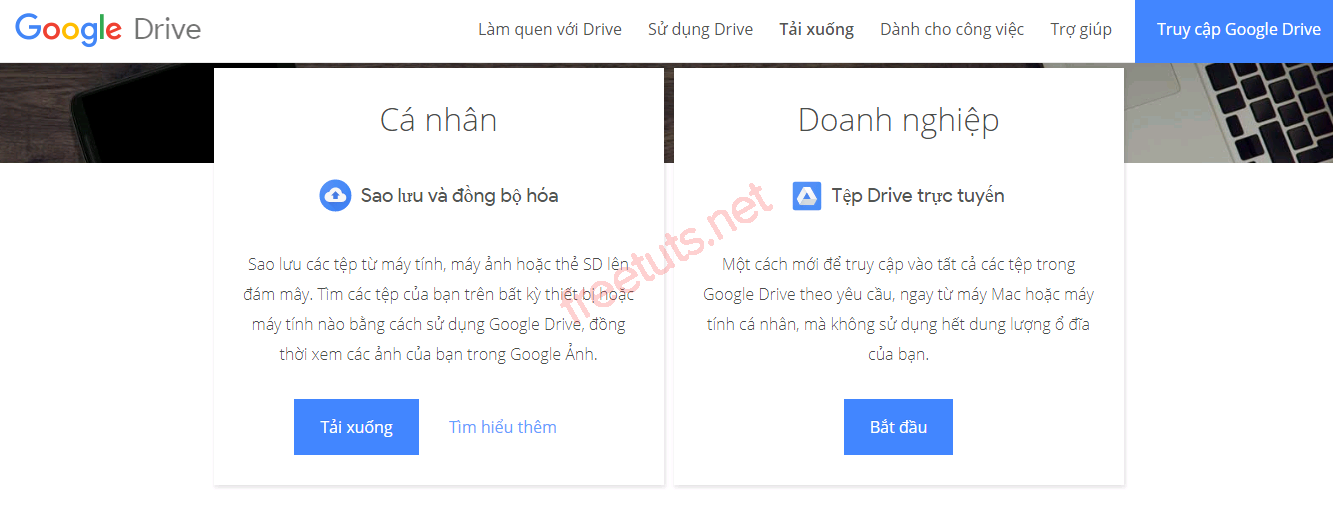 Google Drive
Làm quen với Drive
Sử dụng Drive
Tải xuống
Dành cho công việc
Trợ giúp
Truy cập Google Drive
Cá nhân
Sao lưu và đồng bộ hóa
Sao lưu các tệp từ máy tính, máy ảnh hoặc thẻ SD lên
đám mây. Tìm các tệp của bạn trên bất kỳ thiết bị hoặc
máy tính nào bằng cách sử dụng Google Drive, đồng
thời xem các ảnh của bạn trong Google Ảnh.
Tải xuống
Tìm hiểu thêm
Doanh nghiệp
Tệp Drive trực tuyến
Một cách mới để truy cập vào tất cả các tệp trong
Google Drive theo yêu cầu, ngay từ máy Mac hoặc máy
tính cá nhân, mà không sử dụng hết dung lượng ổ đĩa
của bạn.
Bắt đầu
freetuts.net